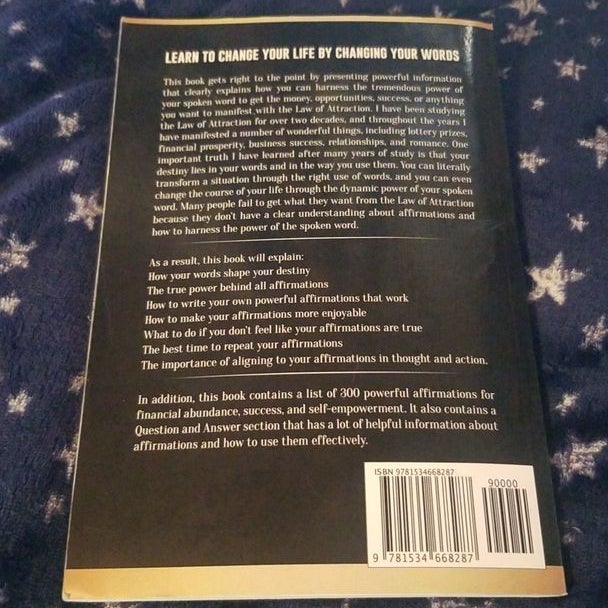 LEARN TO CHANGE YOUR LIFE BY CHANGING YOUR WORDS
This book gets right to the point by presenting powerful information
that clearly explains how you can harness the tremendous power of
your spoken word to get the money, opportunities, success, or anything
you want to manifest, with the Law of Attraction. I have been studying
the Law of Attraction for over two decades, and throughout the years I
have manifested a number of wonderful things, including lottery prizes,
financial prosperity, business success, relationships, and romance. One
important truth I have learned after many years of study is that your
destiny lies in your words and in the way you use them. You can literally
transform a situation through the right use of words, and you can even
change the course of your life through the dynamic power of your spoken
word. Many people fail to get what they want from the Law of Attraction
because they don't have a clear understanding about affirmations and
how to harness the power of the spoken word.
As a result, this book will explain:
How your words shape your destiny
The true power behind all affirmations
How to write your own powerful affirmations that work
How to make your affirmations more enjoyable
What to do if you don't feel like your affirmations are true
The best time to repeat your affirmations
The importance of aligning to your affirmations in thought and action.
In addition, this book contains a list of 300 powerful affirmations for
financial abundance, success, and self-empowerment. It also contains a
Question and Answer section that has a lot of helpful information about
affirmations and how to use them effectively.
ISBN 9781534668287
90000
9 781534 668287